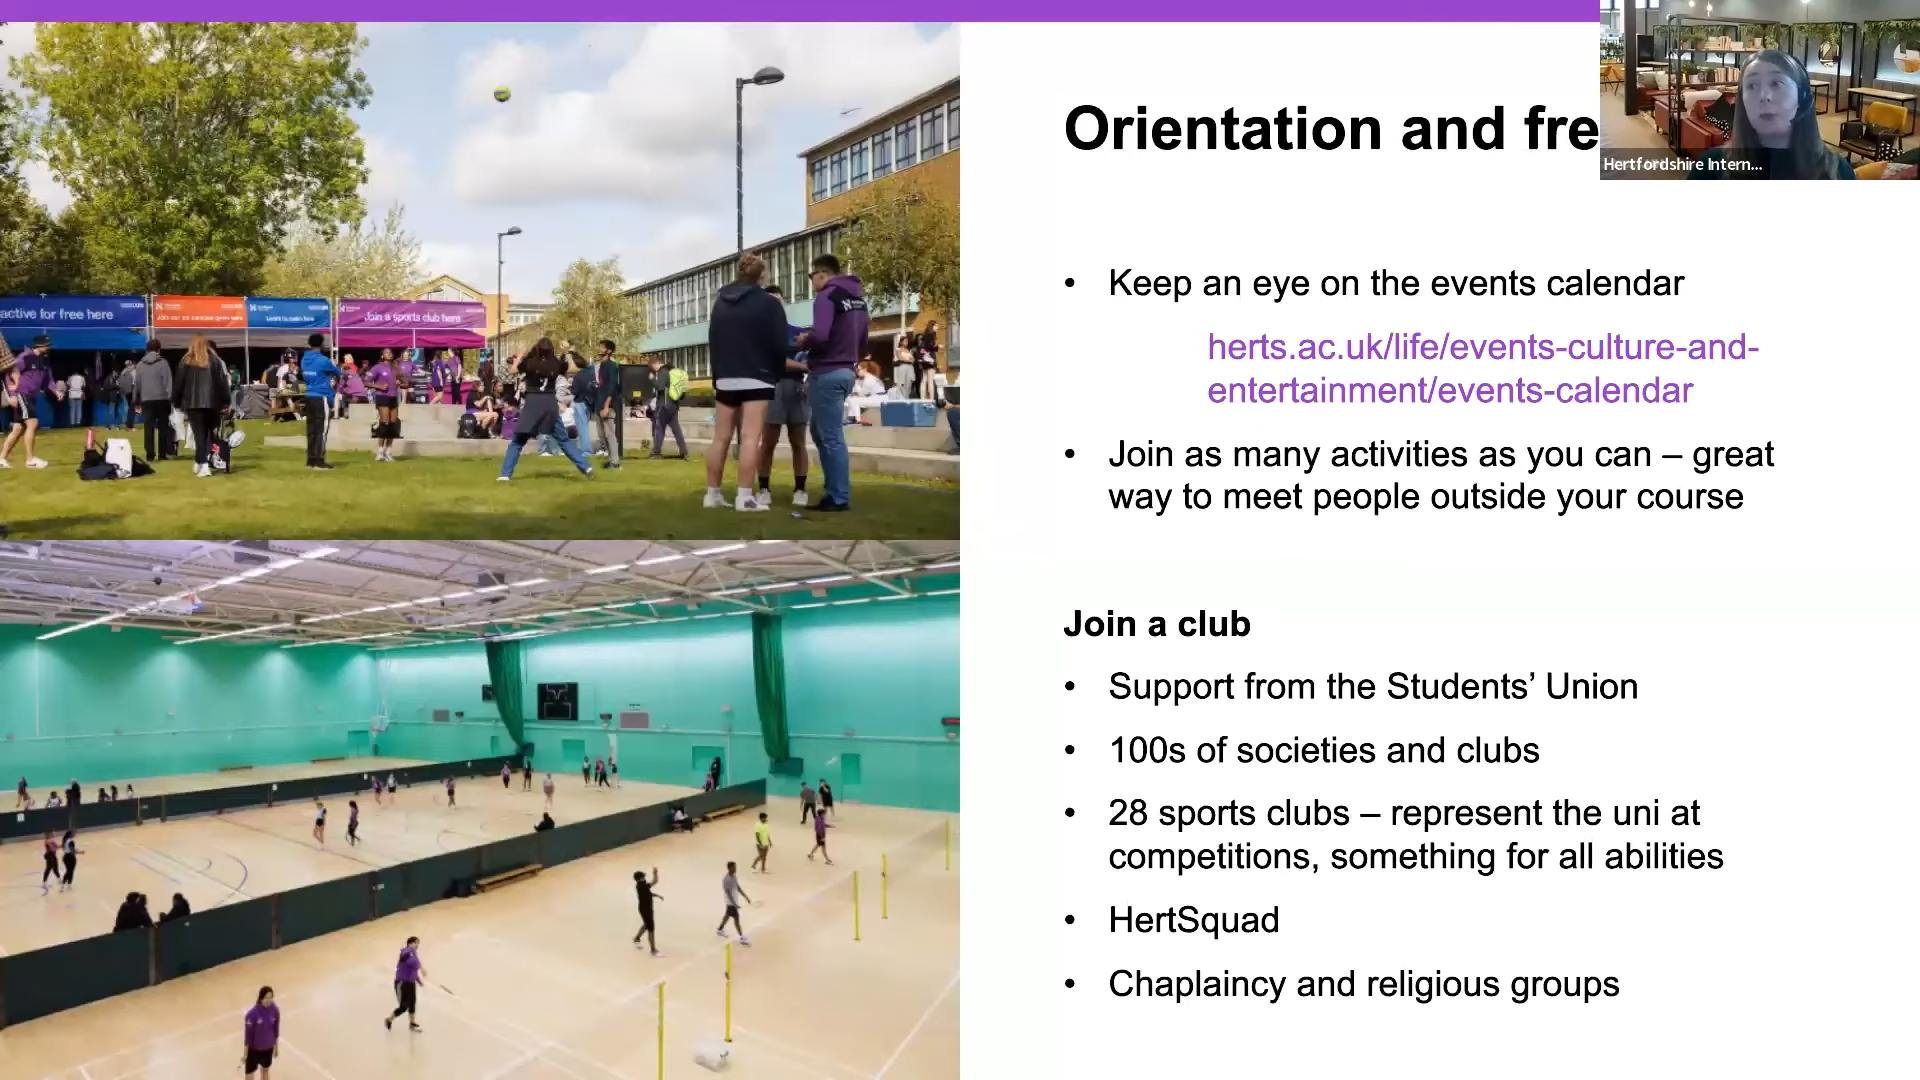 Orientation and fre
Hertfordshire Intern...
• Keep an eye on the events calendar
herts.ac.uk/life/events-culture-and-
entertainment/events-calendar
• Join as many activities as you can – great
way to meet people outside your course
Join a club
• Support from the Students’ Union
• 100s of societies and clubs
• 28 sports clubs – represent the uni at
competitions, something for all abilities
• HertSquad
• Chaplaincy and religious groups
active for free here
Join a sports club here